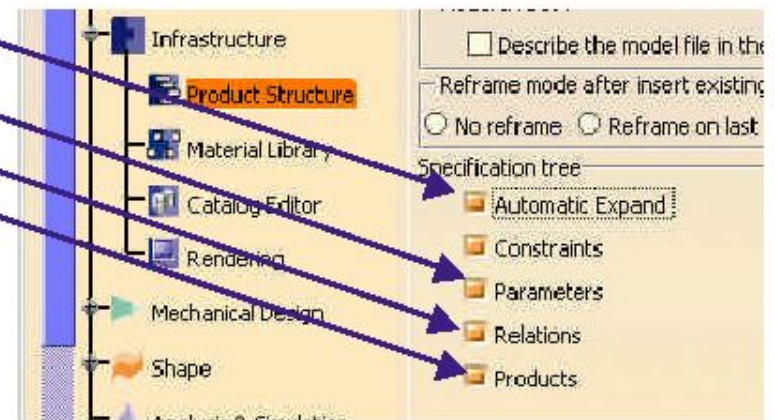 Infrastructure
Product Structure
Material Library
Catalog Editor
Rendering
Mechanical Design
Shape
Describe the model file in the
Reframe mode after insert existing
No reframe
Reframe on last
Specification tree
Automatic Expand
Constraints
Parameters
Relations
Products